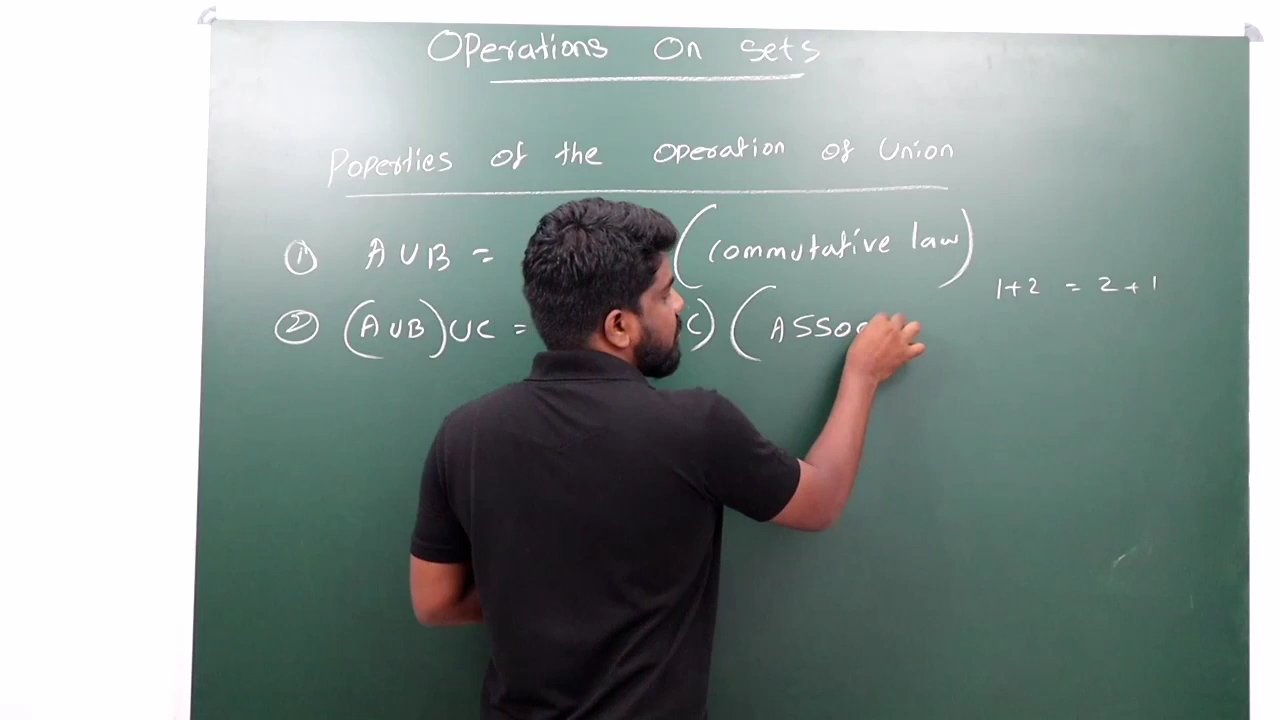 Operations On Sets
Poperties of the operation of Union
① A ∪ B = (Commutative law)
1+2 = 2+1
② (A ∪ B) ∪ C = C) (ASSOC